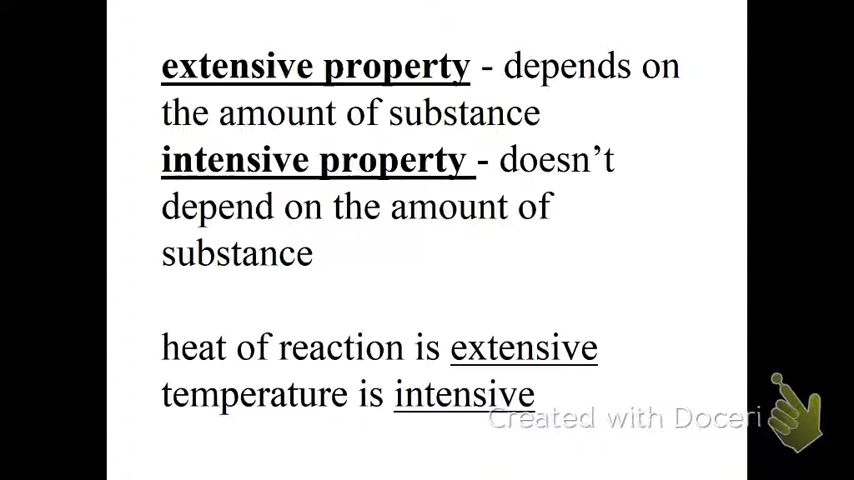 extensive property - depends on
the amount of substance
intensive property - doesn't
depend on the amount of
substance
heat of reaction is extensive
temperature is intensive
Created with Doceri